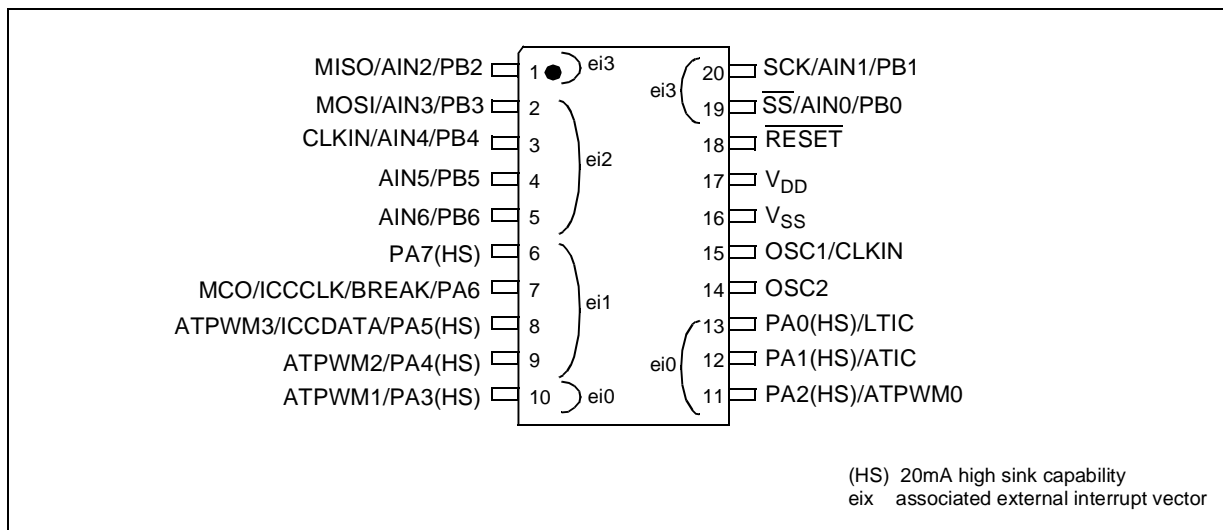 MISO/AIN2/PB2
MOSI/AIN3/PB3
CLKIN/AIN4/PB4
AIN5/PB5
AIN6/PB6
PA7(HS)
MCO/ICCCLK/BREAK/PA6
ATPWM3/ICCDATA/PA5(HS)
ATPWM2/PA4(HS)
ATPWM1/PA3(HS)
1
2
3
4
5
6
7
8
9
10
ei3
ei2
ei1
ei0
ei3
ei0
20
19
18
17
16
15
14
13
12
11
SCK/AIN1/PB1
SS/AIN0/PB0
RESET
VDD
VSS
OSC1/CLKIN
OSC2
PA0(HS)/LTIC
PA1(HS)/ATIC
PA2(HS)/ATPWM0
(HS) 20mA high sink capability
eix associated external interrupt vector